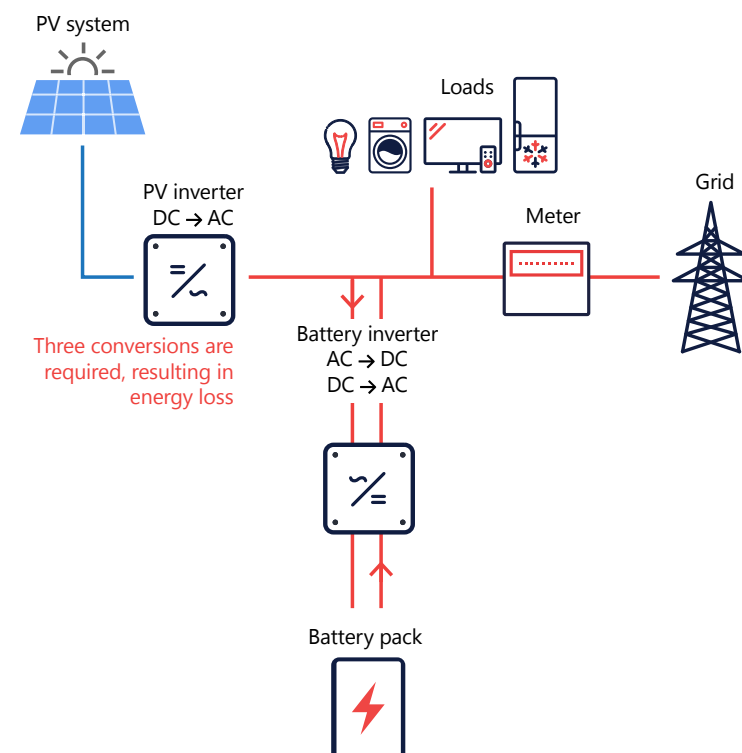 PV system
Loads
Grid
PV inverter
DC → AC
Meter
Three conversions are
required, resulting in
energy loss
Battery inverter
AC → DC
DC → AC
Battery pack